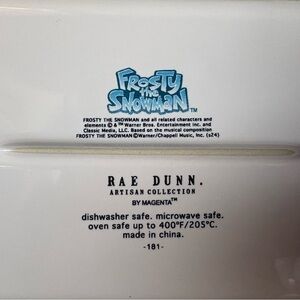 FROSTY
THE
SNOWMAN™
FROSTY THE SNOWMAN and all related characters and
elements © & ™ Warner Bros. Entertainment Inc. and
Classic Media, LLC. Based on the musical composition
FROSTY THE SNOWMAN ©Warner/Chappell Music, Inc. (s24)
RAE DUNN.
ARTISAN COLLECTION
BY MAGENTA™
dishwasher safe. microwave safe.
oven safe up to 400°F/205°C.
made in china.
-181-